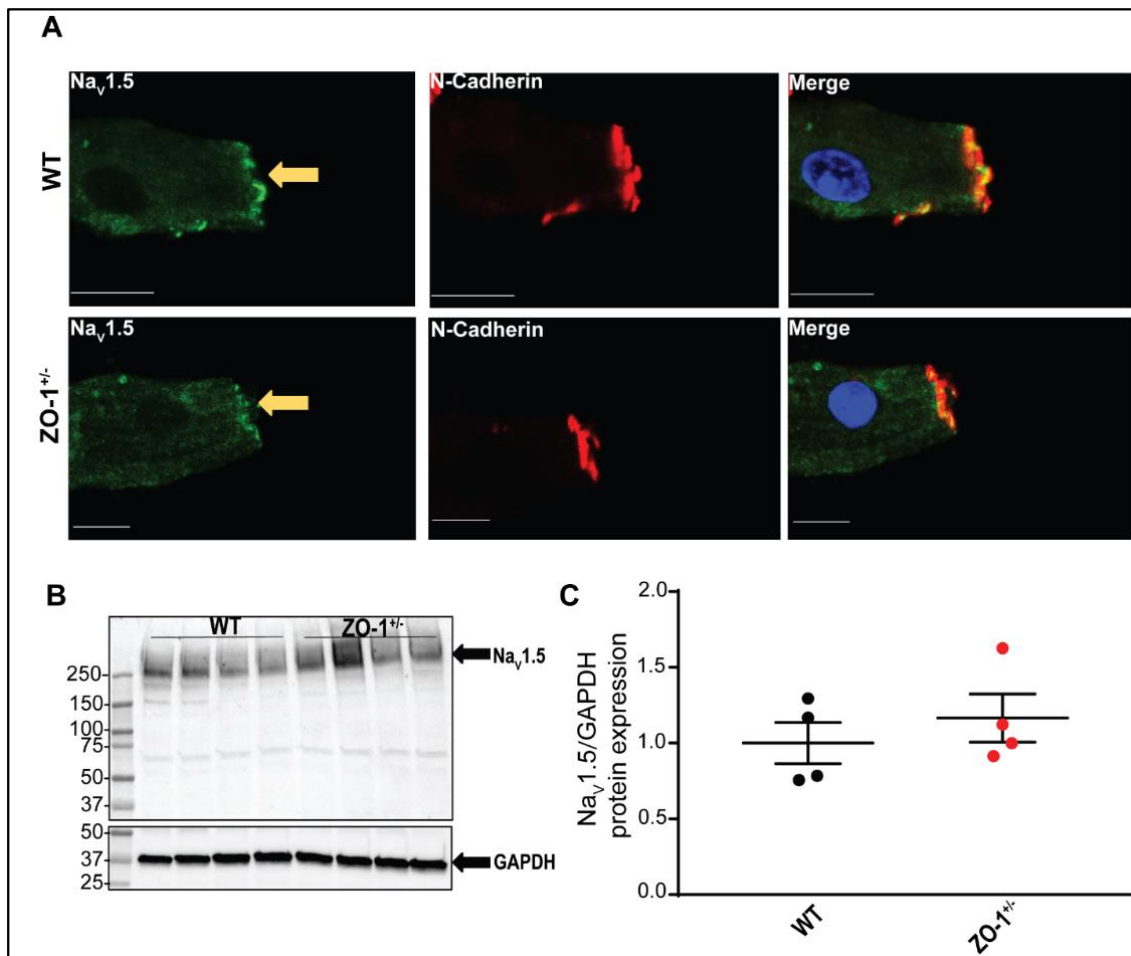 A
Naᵥ1.5
N-Cadherin
Merge
WT
Naᵥ1.5
N-Cadherin
Merge
ZO-1⁺/⁻
B
WT
ZO-1⁺/⁻
Naᵥ1.5
250
150
100
75
50
37
50
37
25
GAPDH
C
2.0
1.5
1.0
0.5
0.0
Naᵥ1.5/GAPDH
protein expression
WT
ZO-1⁺/⁻